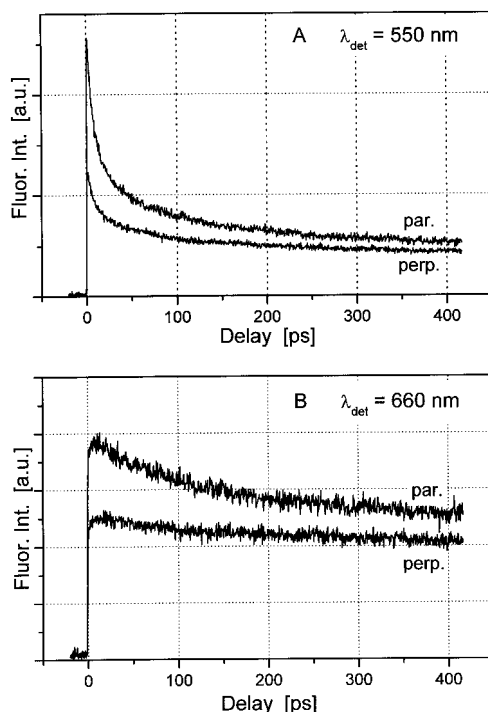 A λdet = 550 nm
Fluor. Int. [a.u.]
par.
perp.
0 100 200 300 400
Delay [ps]
B λdet = 660 nm
Fluor. Int. [a.u.]
par.
perp.
0 100 200 300 400
Delay [ps]